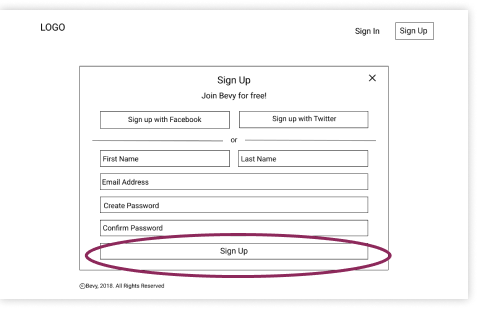 LOGO
Sign In Sign Up
Sign Up
Join Bevy for free!
Sign up with Facebook Sign up with Twitter
or
First Name Last Name
Email Address
Create Password
Confirm Password
Sign Up
©Bevy, 2018. All Rights Reserved